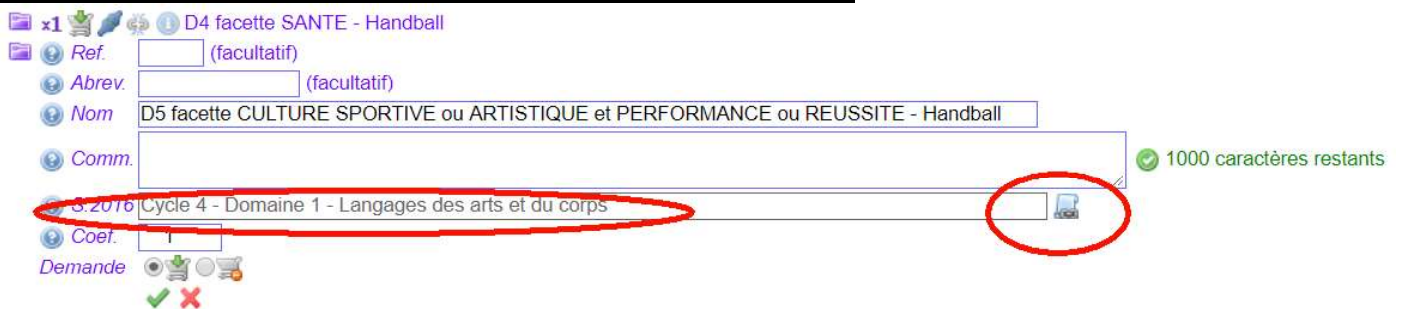 x1 D4 facette SANTE - Handball
Ref. (facultatif)
Abrev. (facultatif)
Nom D5 facette CULTURE SPORTIVE ou ARTISTIQUE et PERFORMANCE ou REUSSITE - Handball
Comm. 1000 caractères restants
S.2016 Cycle 4 - Domaine 1 - Langages des arts et du corps
Coef. 1
Demande